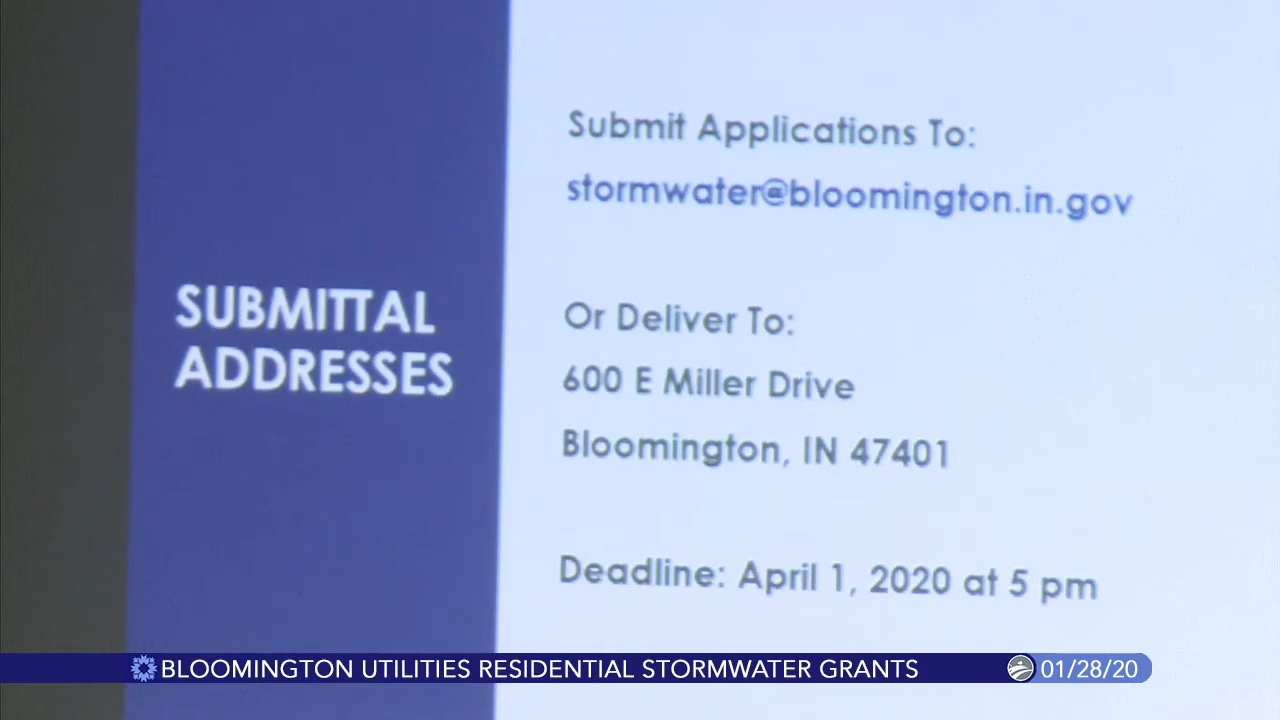 SUBMITTAL
ADDRESSES
Submit Applications To:
stormwater@bloomington.in.gov
Or Deliver To:
600 E Miller Drive
Bloomington, IN 47401
Deadline: April 1, 2020 at 5 pm
BLOOMINGTON UTILITIES RESIDENTIAL STORMWATER GRANTS
01/28/20